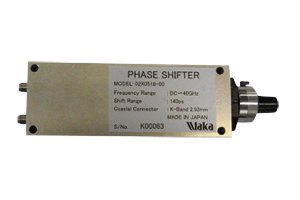 PHASE SHIFTER
MODEL: 02X0518-00
Frequency Range : DC～40GHz
Shift Range : 140ps
Coaxial Connector : K-Band 2.92mm
MADE IN JAPAN
S/No. K00063 Waka